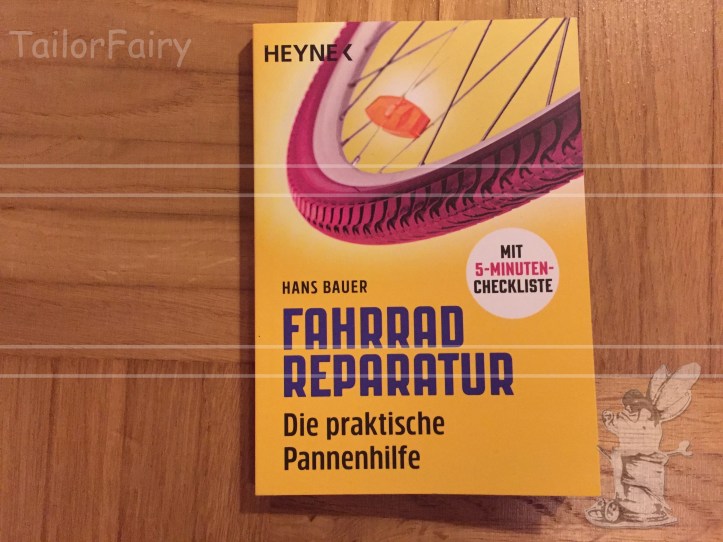 TailorFairy
HEYNE
MIT
5-MINUTEN-
CHECKLISTE
HANS BAUER
FAHRRAD
REPARATUR
Die praktische
Pannenhilfe